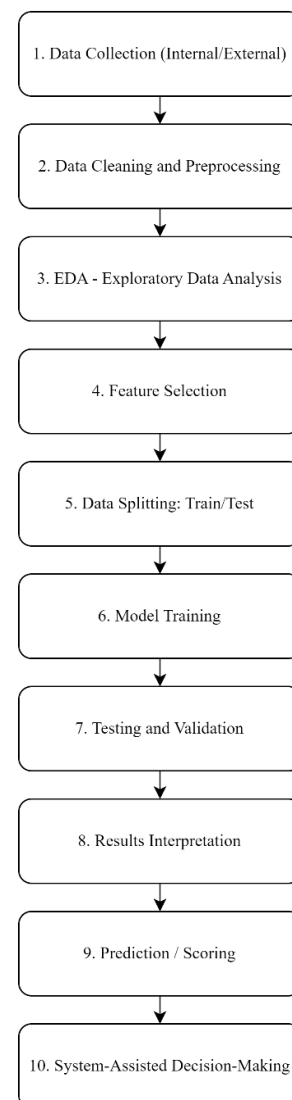 1. Data Collection (Internal/External)
2. Data Cleaning and Preprocessing
3. EDA - Exploratory Data Analysis
4. Feature Selection
5. Data Splitting: Train/Test
6. Model Training
7. Testing and Validation
8. Results Interpretation
9. Prediction / Scoring
10. System-Assisted Decision-Making